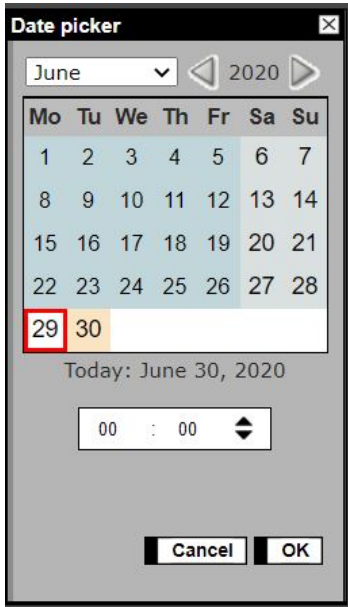 Date picker
June 2020
Mo Tu We Th Fr Sa Su
1 2 3 4 5 6 7
8 9 10 11 12 13 14
15 16 17 18 19 20 21
22 23 24 25 26 27 28
29 30
Today: June 30, 2020
00 : 00
Cancel OK